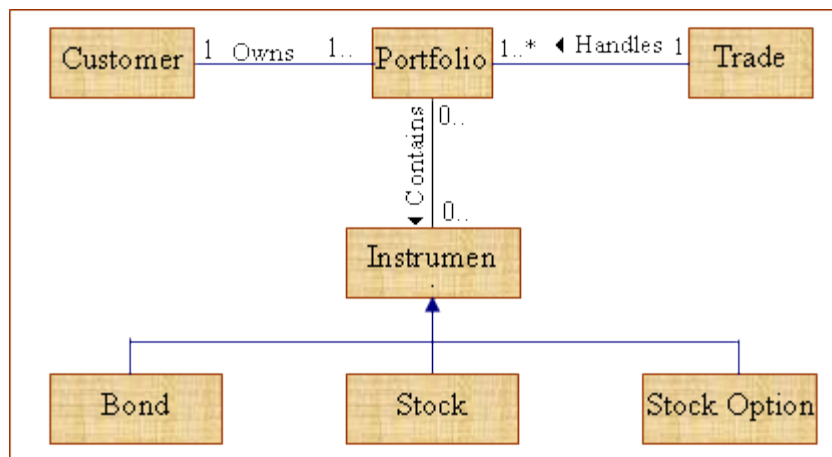 Customer
1 Owns 1..
Portfolio
1..* ◄ Handles 1
Trade
0..
Contains ▼
0..
Instrumen
Bond
Stock
Stock Option